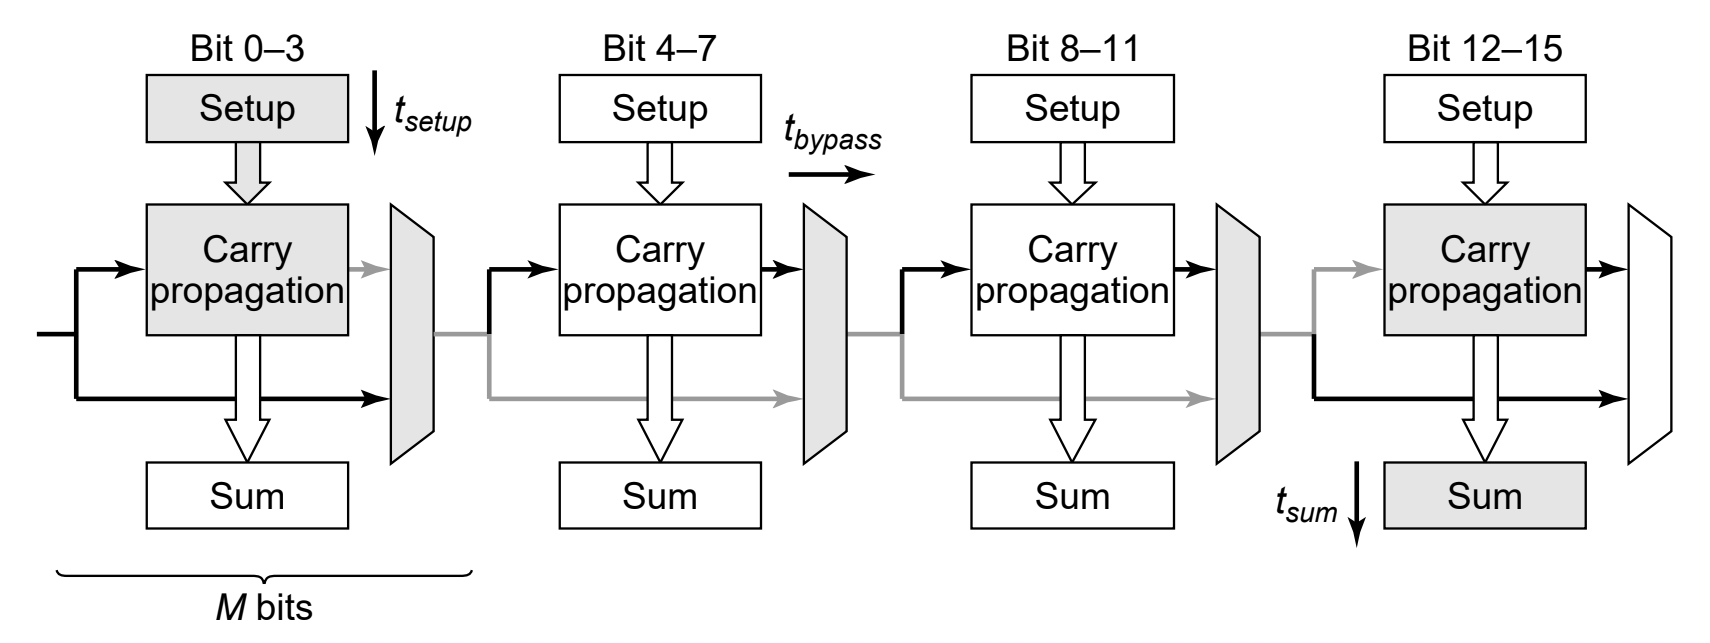 Bit 0–3
Bit 4–7
Bit 8–11
Bit 12–15
Setup
t_setup
Setup
t_bypass
Setup
Setup
Carry
propagation
Carry
propagation
Carry
propagation
Carry
propagation
Sum
Sum
Sum
t_sum
Sum
M bits